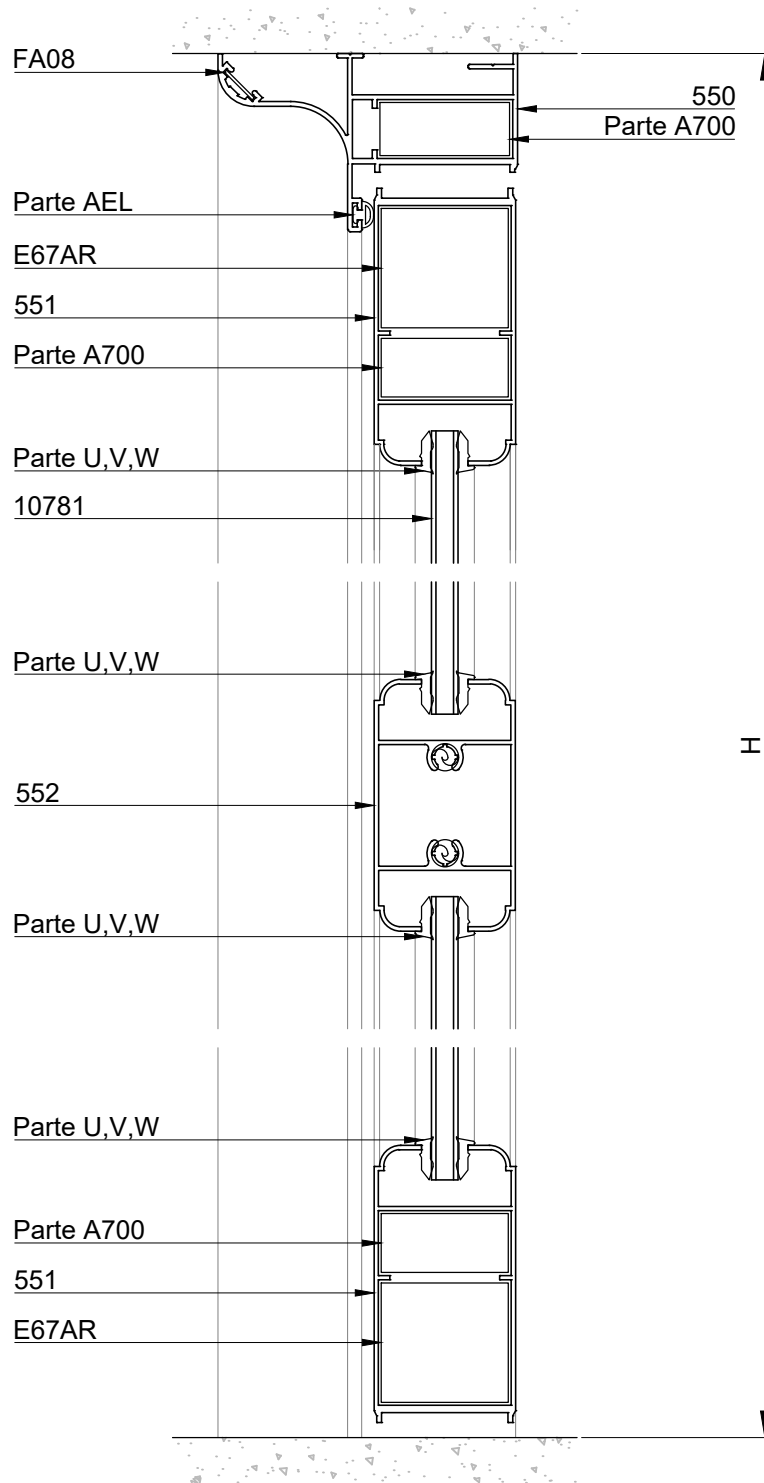 FA08
550
Parte A700
Parte AEL
E67AR
551
Parte A700
Parte U,V,W
10781
Parte U,V,W
H
552
Parte U,V,W
Parte U,V,W
Parte A700
551
E67AR